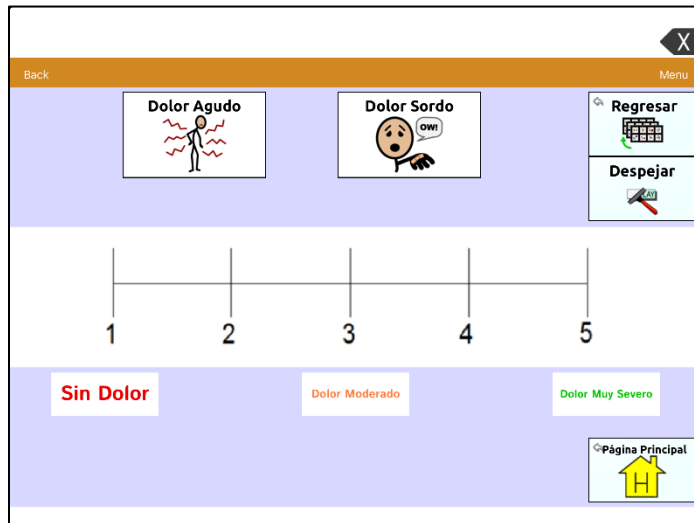 X
Back
Menu
Dolor Agudo
Dolor Sordo
OW!
Regresar
Despejar
1 2 3 4 5
Sin Dolor
Dolor Moderado
Dolor Muy Severo
Página Principal
H